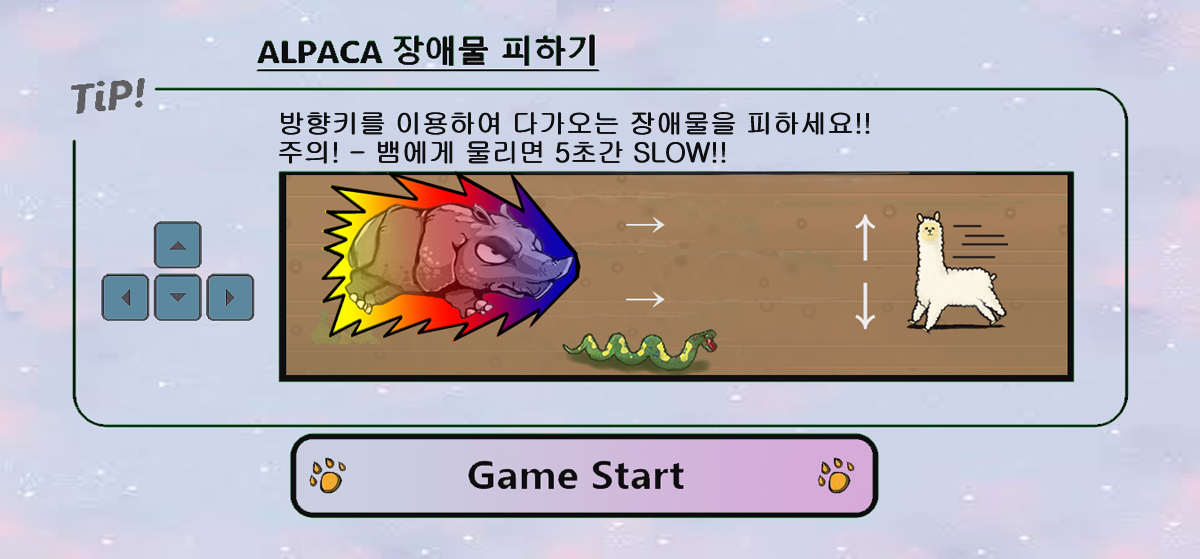 ALPACA 장애물 피하기
TiP!
방향키를 이용하여 다가오는 장애물을 피하세요!!
주의! - 뱀에게 물리면 5초간 SLOW!!
Game Start